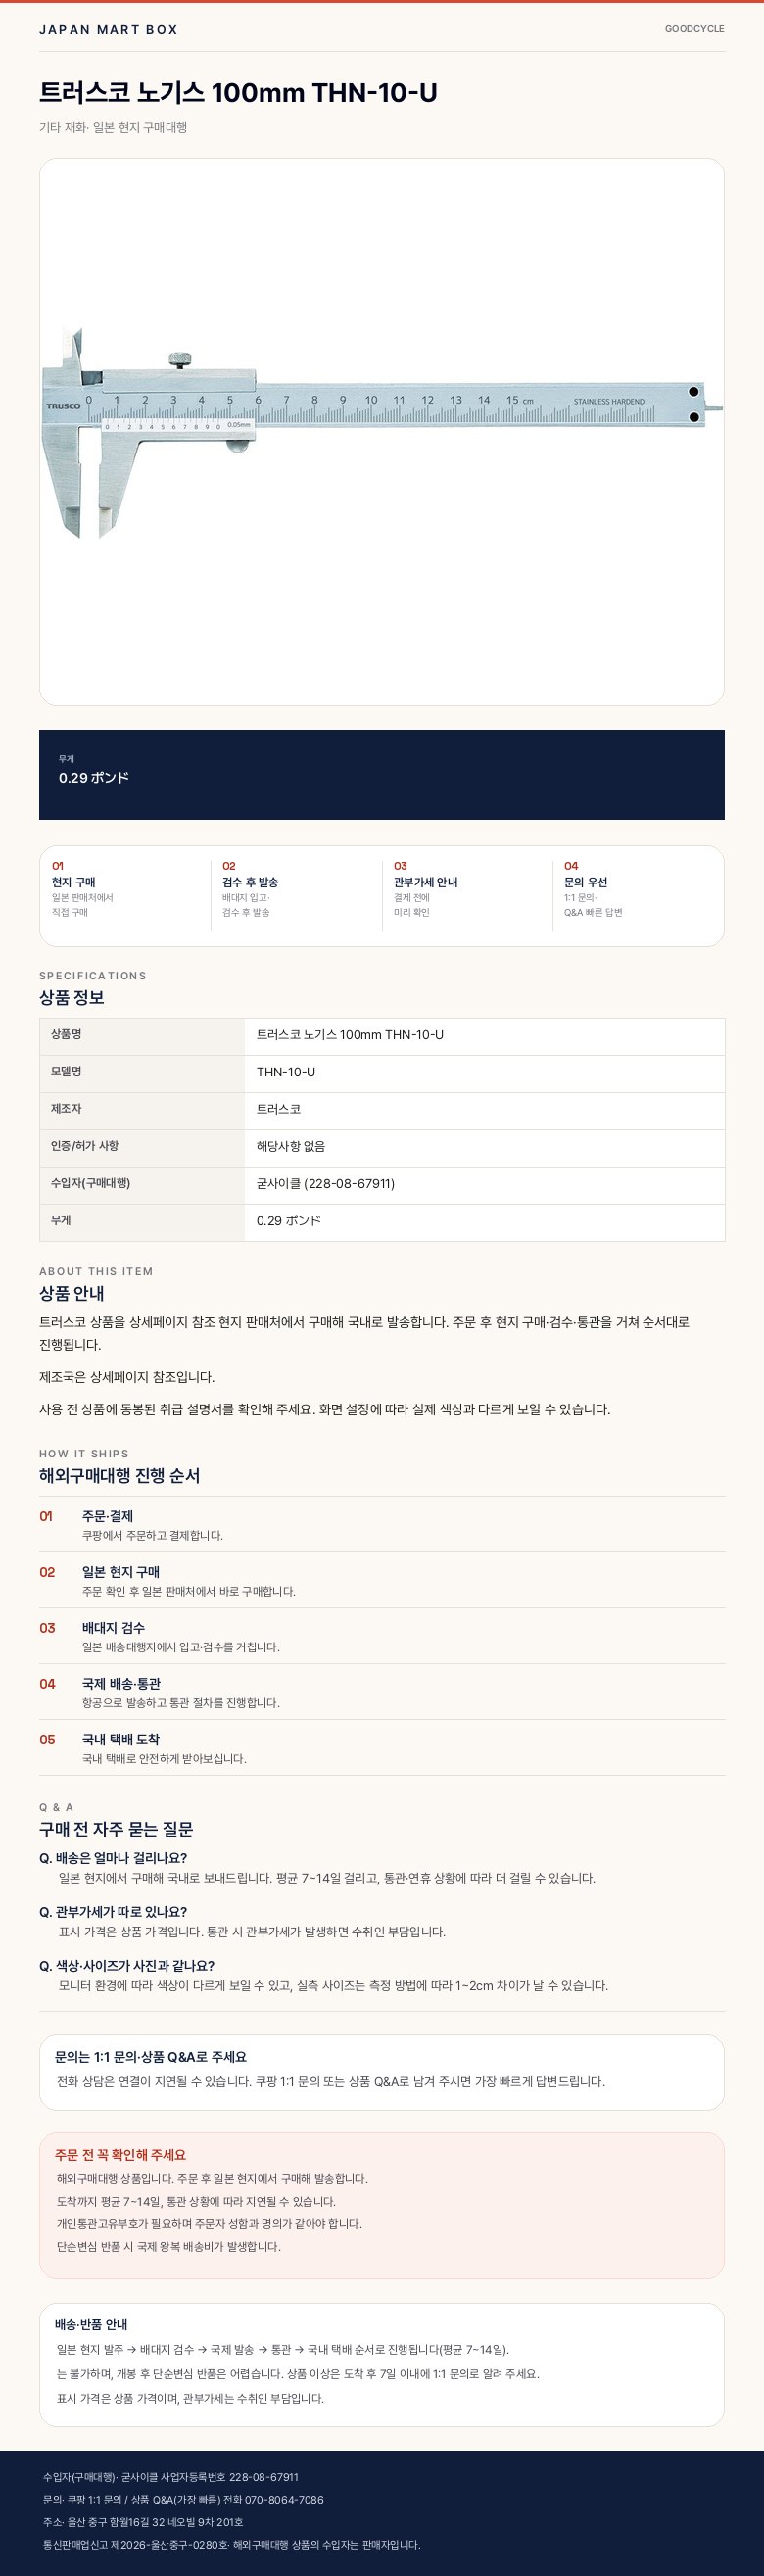 JAPAN MART BOX
GOODCYCLE
트러스코 노기스 100mm THN-10-U
기타 재화· 일본 현지 구매대행
TRUSCO
0 1 2 3 4 5 6 7 8 9 10 11 12 13 14 15 cm
STAINLESS HARDEND
0 1 2 3 4 5 6 7 8 9 0 0.05mm
무게
0.29 ポンド
01
현지 구매
일본 판매처에서
직접 구매
02
검수 후 발송
배대지 입고·
검수 후 발송
03
관부가세 안내
결제 전에
미리 확인
04
문의 우선
1:1 문의·
Q&A 빠른 답변
SPECIFICATIONS
상품 정보
상품명 트러스코 노기스 100mm THN-10-U
모델명 THN-10-U
제조자 트러스코
인증/허가 사항 해당사항 없음
수입자(구매대행) 굳사이클 (228-08-67911)
무게 0.29 ポンド
ABOUT THIS ITEM
상품 안내
트러스코 상품을 상세페이지 참조 현지 판매처에서 구매해 국내로 발송합니다. 주문 후 현지 구매·검수·통관을 거쳐 순서대로
진행됩니다.
제조국은 상세페이지 참조입니다.
사용 전 상품에 동봉된 취급 설명서를 확인해 주세요. 화면 설정에 따라 실제 색상과 다르게 보일 수 있습니다.
HOW IT SHIPS
해외구매대행 진행 순서
01 주문·결제
쿠팡에서 주문하고 결제합니다.
02 일본 현지 구매
주문 확인 후 일본 판매처에서 바로 구매합니다.
03 배대지 검수
일본 배송대행지에서 입고·검수를 거칩니다.
04 국제 배송·통관
항공으로 발송하고 통관 절차를 진행합니다.
05 국내 택배 도착
국내 택배로 안전하게 받아보십니다.
Q & A
구매 전 자주 묻는 질문
Q. 배송은 얼마나 걸리나요?
일본 현지에서 구매해 국내로 보내드립니다. 평균 7~14일 걸리고, 통관·연휴 상황에 따라 더 걸릴 수 있습니다.
Q. 관부가세가 따로 있나요?
표시 가격은 상품 가격입니다. 통관 시 관부가세가 발생하면 수취인 부담입니다.
Q. 색상·사이즈가 사진과 같나요?
모니터 환경에 따라 색상이 다르게 보일 수 있고, 실측 사이즈는 측정 방법에 따라 1~2cm 차이가 날 수 있습니다.
문의는 1:1 문의·상품 Q&A로 주세요
전화 상담은 연결이 지연될 수 있습니다. 쿠팡 1:1 문의 또는 상품 Q&A로 남겨 주시면 가장 빠르게 답변드립니다.
주문 전 꼭 확인해 주세요
해외구매대행 상품입니다. 주문 후 일본 현지에서 구매해 발송합니다.
도착까지 평균 7~14일, 통관 상황에 따라 지연될 수 있습니다.
개인통관고유부호가 필요하며 주문자 성함과 명의가 같아야 합니다.
단순변심 반품 시 국제 왕복 배송비가 발생합니다.
배송·반품 안내
일본 현지 발주 → 배대지 검수 → 국제 발송 → 통관 → 국내 택배 순서로 진행됩니다(평균 7~14일).
는 불가하며, 개봉 후 단순변심 반품은 어렵습니다. 상품 이상은 도착 후 7일 이내에 1:1 문의로 알려 주세요.
표시 가격은 상품 가격이며, 관부가세는 수취인 부담입니다.
수입자(구매대행)· 굳사이클 사업자등록번호 228-08-67911
문의· 쿠팡 1:1 문의 / 상품 Q&A(가장 빠름) 전화 070-8064-7086
주소· 울산 중구 함월16길 32 네오빌 9차 201호
통신판매업신고 제2026-울산중구-0280호· 해외구매대행 상품의 수입자는 판매자입니다.